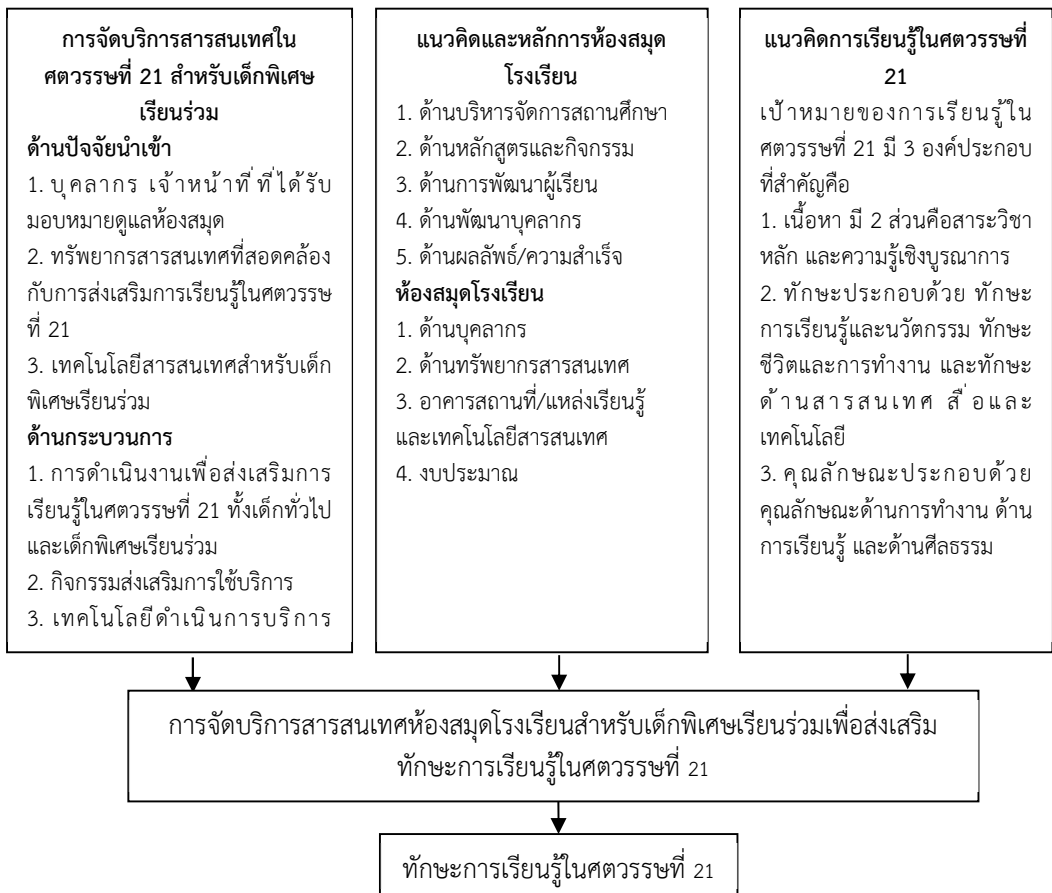 การจัดบริการสารสนเทศใน
ศตวรรษที่ 21 สำหรับเด็กพิเศษ
เรียนร่วม
ด้านปัจจัยนำเข้า
1. บุคลากร เจ้าหน้าที่ที่ได้รับ
มอบหมายดูแลห้องสมุด
2. ทรัพยากรสารสนเทศที่สอดคล้อง
กับการส่งเสริมการเรียนรู้ในศตวรรษ
ที่ 21
3. เทคโนโลยีสารสนเทศสำหรับเด็ก
พิเศษเรียนร่วม
ด้านกระบวนการ
1. การดำเนินงานเพื่อส่งเสริมการ
เรียนรู้ในศตวรรษที่ 21 ทั้งเด็กทั่วไป
และเด็กพิเศษเรียนร่วม
2. กิจกรรมส่งเสริมการใช้บริการ
3. เทคโนโลยีดำเนินการบริการ
แนวคิดและหลักการห้องสมุด
โรงเรียน
1. ด้านบริหารจัดการสถานศึกษา
2. ด้านหลักสูตรและกิจกรรม
3. ด้านการพัฒนาผู้เรียน
4. ด้านพัฒนาบุคลากร
5. ด้านผลลัพธ์/ความสำเร็จ
ห้องสมุดโรงเรียน
1. ด้านบุคลากร
2. ด้านทรัพยากรสารสนเทศ
3. อาคารสถานที่/แหล่งเรียนรู้
และเทคโนโลยีสารสนเทศ
4. งบประมาณ
แนวคิดการเรียนรู้ในศตวรรษที่
21
เป้าหมายของการเรียนรู้ใน
ศตวรรษที่ 21 มี 3 องค์ประกอบ
ที่สำคัญคือ
1. เนื้อหา มี 2 ส่วนคือสาระวิชา
หลัก และความรู้เชิงบูรณาการ
2. ทักษะประกอบด้วย ทักษะ
การเรียนรู้และนวัตกรรม ทักษะ
ชีวิตและการทำงาน และทักษะ
ด้านสารสนเทศ สื่อและ
เทคโนโลยี
3. คุณลักษณะประกอบด้วย
คุณลักษณะด้านการทำงาน ด้าน
การเรียนรู้ และด้านศีลธรรม
การจัดบริการสารสนเทศห้องสมุดโรงเรียนสำหรับเด็กพิเศษเรียนร่วมเพื่อส่งเสริม
ทักษะการเรียนรู้ในศตวรรษที่ 21
ทักษะการเรียนรู้ในศตวรรษที่ 21